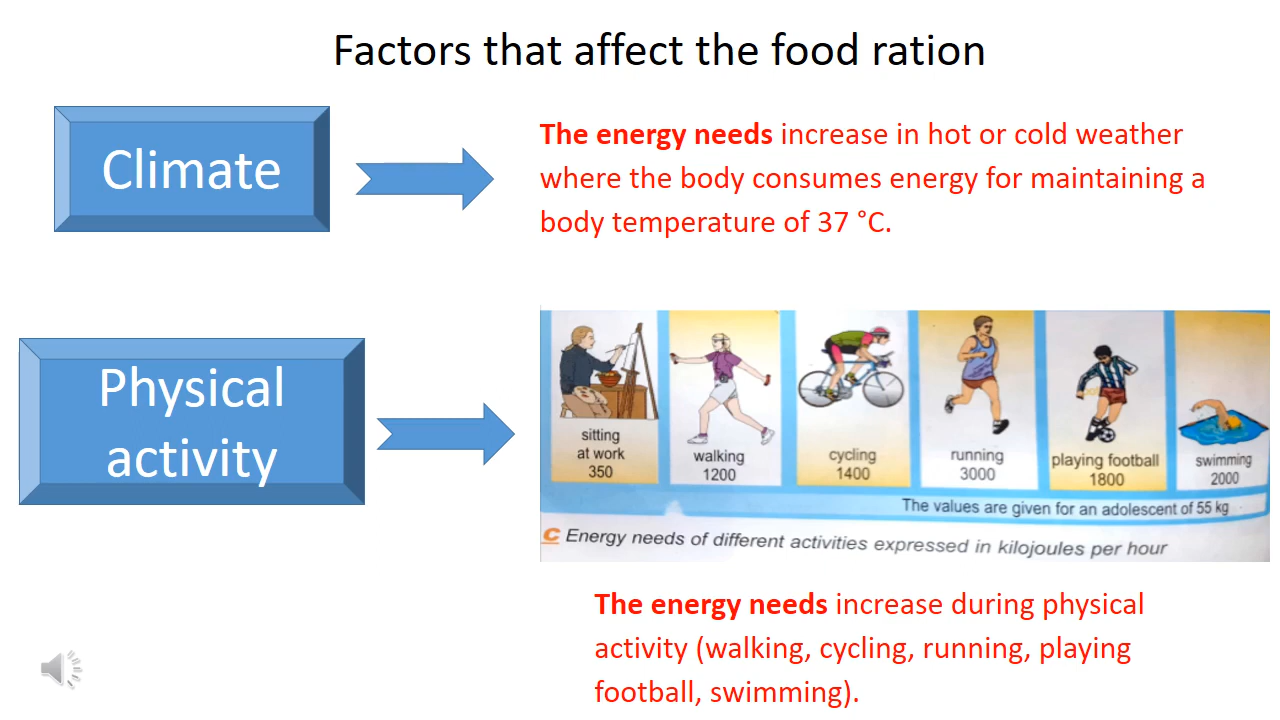 Factors that affect the food ration
Climate
The energy needs increase in hot or cold weather
where the body consumes energy for maintaining a
body temperature of 37 °C.
Physical
activity
sitting
at work
350
walking
1200
cycling
1400
running
3000
playing football
1800
swimming
2000
The values are given for an adolescent of 55 kg
C Energy needs of different activities expressed in kilojoules per hour
The energy needs increase during physical
activity (walking, cycling, running, playing
football, swimming).